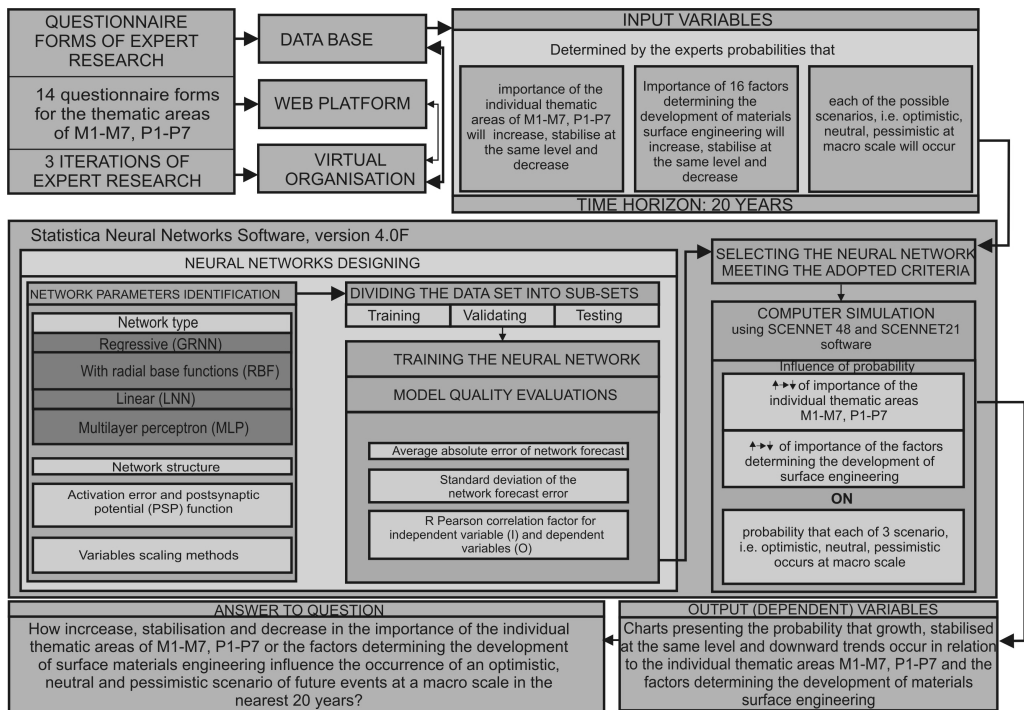 QUESTIONNAIRE
FORMS OF EXPERT
RESEARCH
14 questionnaire forms
for the thematic areas
of M1-M7, P1-P7
3 ITERATIONS OF
EXPERT RESEARCH
DATA BASE
WEB PLATFORM
VIRTUAL
ORGANISATION
INPUT VARIABLES
Determined by the experts probabilities that
importance of the
individual thematic
areas of M1-M7, P1-P7
will increase, stabilise at
the same level and
decrease
Importance of 16 factors
determining the
development of materials
surface engineering will
increase, stabilise at
the same level and
decrease
each of the possible
scenarios, i.e. optimistic,
neutral, pessimistic at
macro scale will occur
TIME HORIZON: 20 YEARS
Statistica Neural Networks Software, version 4.0F
NEURAL NETWORKS DESIGNING
NETWORK PARAMETERS IDENTIFICATION
Network type
Regressive (GRNN)
With radial base functions (RBF)
Linear (LNN)
Multilayer perceptron (MLP)
Network structure
Activation error and postsynaptic
potential (PSP) function
Variables scaling methods
DIVIDING THE DATA SET INTO SUB-SETS
Training Validating Testing
TRAINING THE NEURAL NETWORK
MODEL QUALITY EVALUATIONS
Average absolute error of network forecast
Standard deviation of the
network forecast error
R Pearson correlation factor for
independent variable (I) and dependent
variables (O)
SELECTING THE NEURAL NETWORK
MEETING THE ADOPTED CRITERIA
COMPUTER SIMULATION
using SCENNET 48 and SCENNET21
software
Influence of probability
of importance of the
individual thematic areas
M1-M7, P1-P7
of importance of the factors
determining the development of
surface engineering
ON
probability that each of 3 scenario,
i.e. optimistic, neutral, pessimistic
occurs at macro scale
ANSWER TO QUESTION
How incrcease, stabilisation and decrease in the importance of the individual
thematic areas of M1-M7, P1-P7 or the factors determining the development
of surface materials engineering influence the occurrence of an optimistic,
neutral and pessimistic scenario of future events at a macro scale in the
nearest 20 years?
OUTPUT (DEPENDENT) VARIABLES
Charts presenting the probability that growth, stabilised
at the same level and downward trends occur in relation
to the individual thematic areas M1-M7, P1-P7 and the
factors determining the development of materials
surface engineering